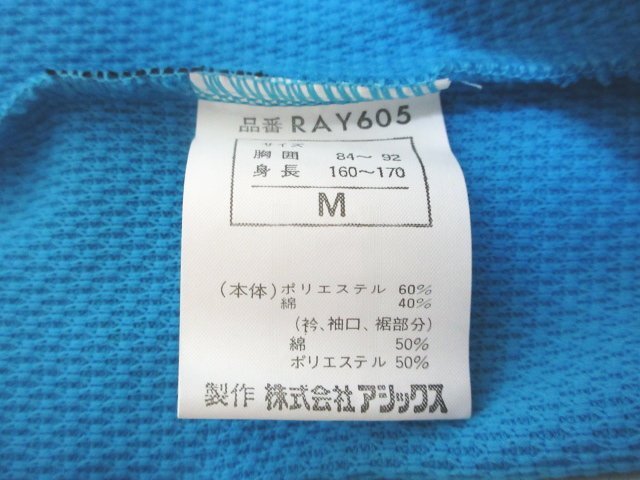 品番 RAY605
サイズ
胸囲 84～92
身長 160～170
M
(本体)ポリエステル 60%
綿 40%
(衿、袖口、裾部分)
綿 50%
ポリエステル 50%
製作 株式会社アシックス